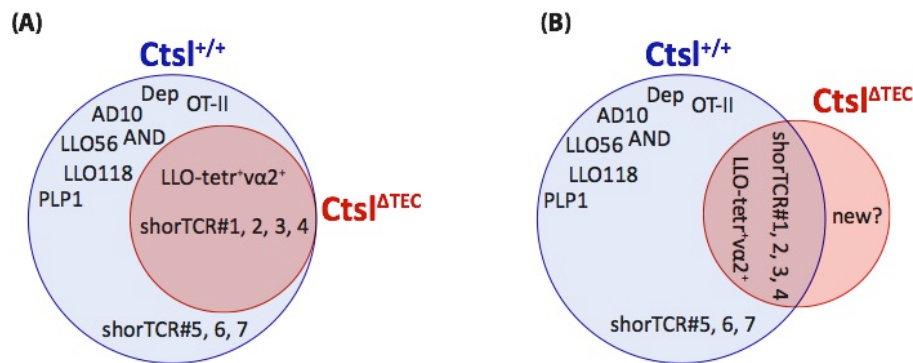 (A)
Ctsl+/+
Dep
OT-II
AD10
AND
LLO56
LLO118
PLP1
LLO-tetr+vα2+
shorTCR#1, 2, 3, 4
CtslΔTEC
shorTCR#5, 6, 7
(B)
Ctsl+/+
Dep
OT-II
AD10
AND
LLO56
LLO118
PLP1
shorTCR#1, 2, 3, 4
LLO-tetr+vα2+
CtslΔTEC
new?
shorTCR#5, 6, 7